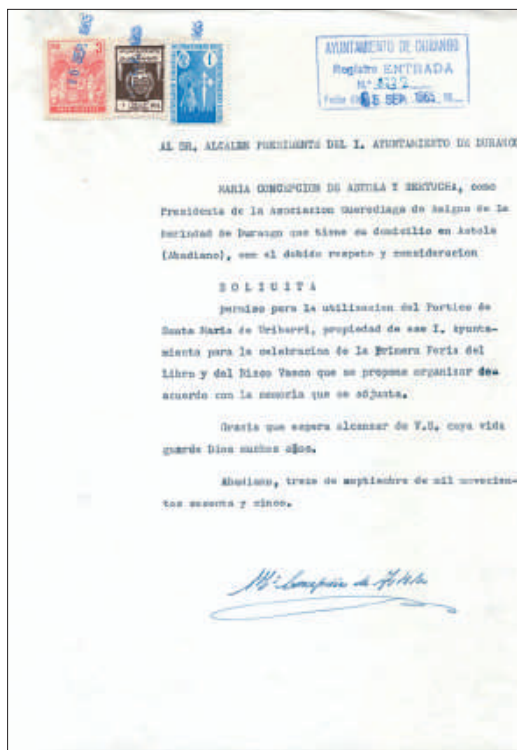 AYUNTAMIENTO DE DURANGO
Registro ENTRADA
N.º
SEP. 1965
AL SR. ALCALDE PRESIDENTE DEL I. AYUNTAMIENTO DE DURANGO
MARIA CONCEPCION DE ASTOLA Y BERTUCHA, como
Presidenta de la Asociacion Guerediaga de Amigos de la
Merindad de Durango que tiene su domicilio en Astola
(Abadiano), con el debido respeto y consideracion
S O L I C I T A
permiso para la utilizacion del Portico de
Santa Maria de Uribarri, propiedad de ese I. Ayunta-
miento para la celebracion de la Primera Feria del
Libro y del Disco Vasco que se propone organizar de
acuerdo con la memoria que se adjunta.
Gracia que espera alcanzar de V.S. cuya vida
guarde Dios muchos años.
Abadiano, trece de septiembre de mil novecien-
tos sesenta y cinco.
Mª Concepción de Astola